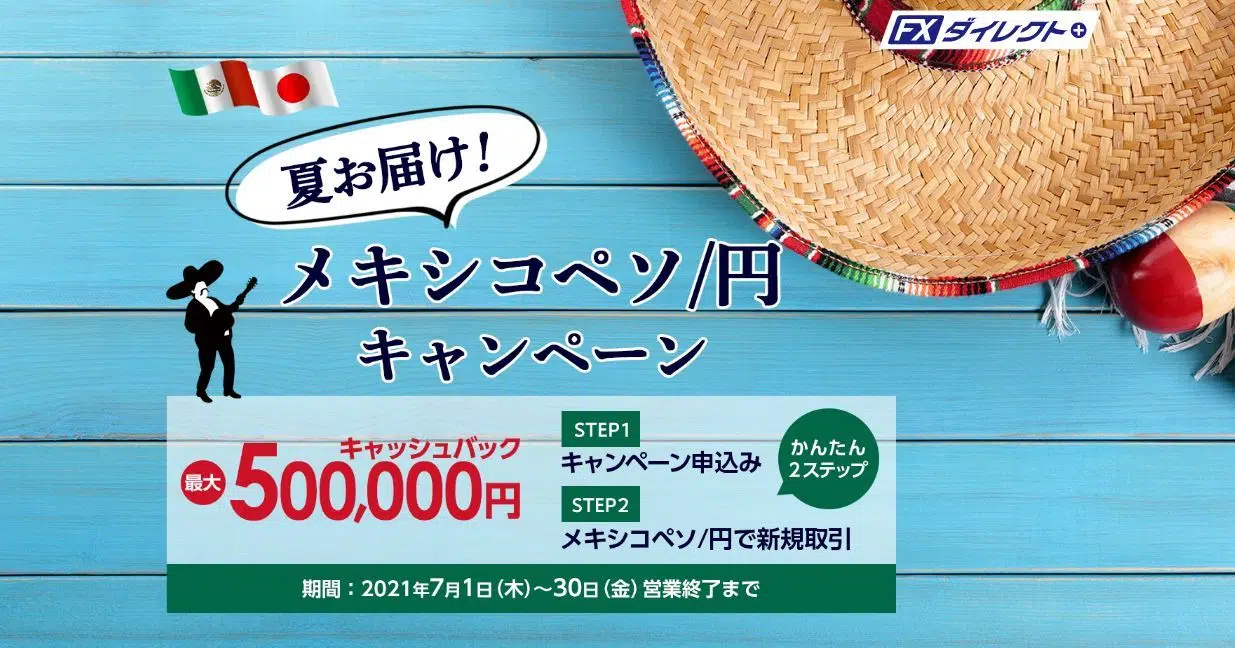 FXダイレクト+
夏お届け!
メキシコペソ/円
キャンペーン
最大
キャッシュバック
500,000円
STEP1
キャンペーン申込み
STEP2
メキシコペソ/円で新規取引
かんたん
2ステップ
期間：2021年7月1日(木)～30日(金)営業終了まで